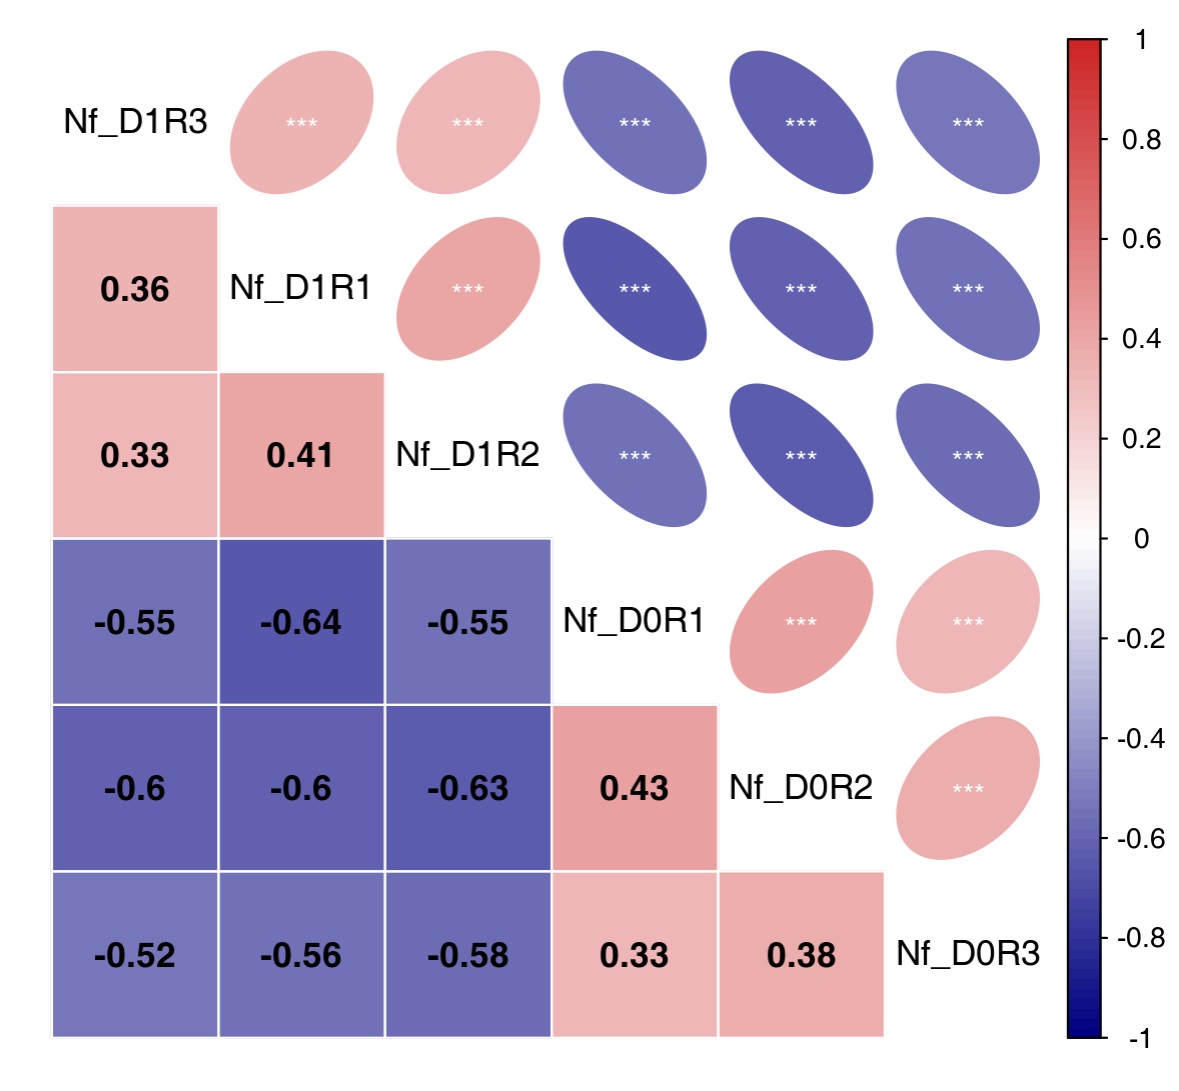 1
Nf_D1R3 *** *** *** *** ***
0.8
0.36 Nf_D1R1 *** *** *** ***
0.6
0.4
0.33 0.41 Nf_D1R2 *** *** ***
0.2
0
-0.55 -0.64 -0.55 Nf_D0R1 *** ***
-0.2
-0.4
-0.6 -0.6 -0.63 0.43 Nf_D0R2 ***
-0.6
-0.8
-0.52 -0.56 -0.58 0.33 0.38 Nf_D0R3
-1